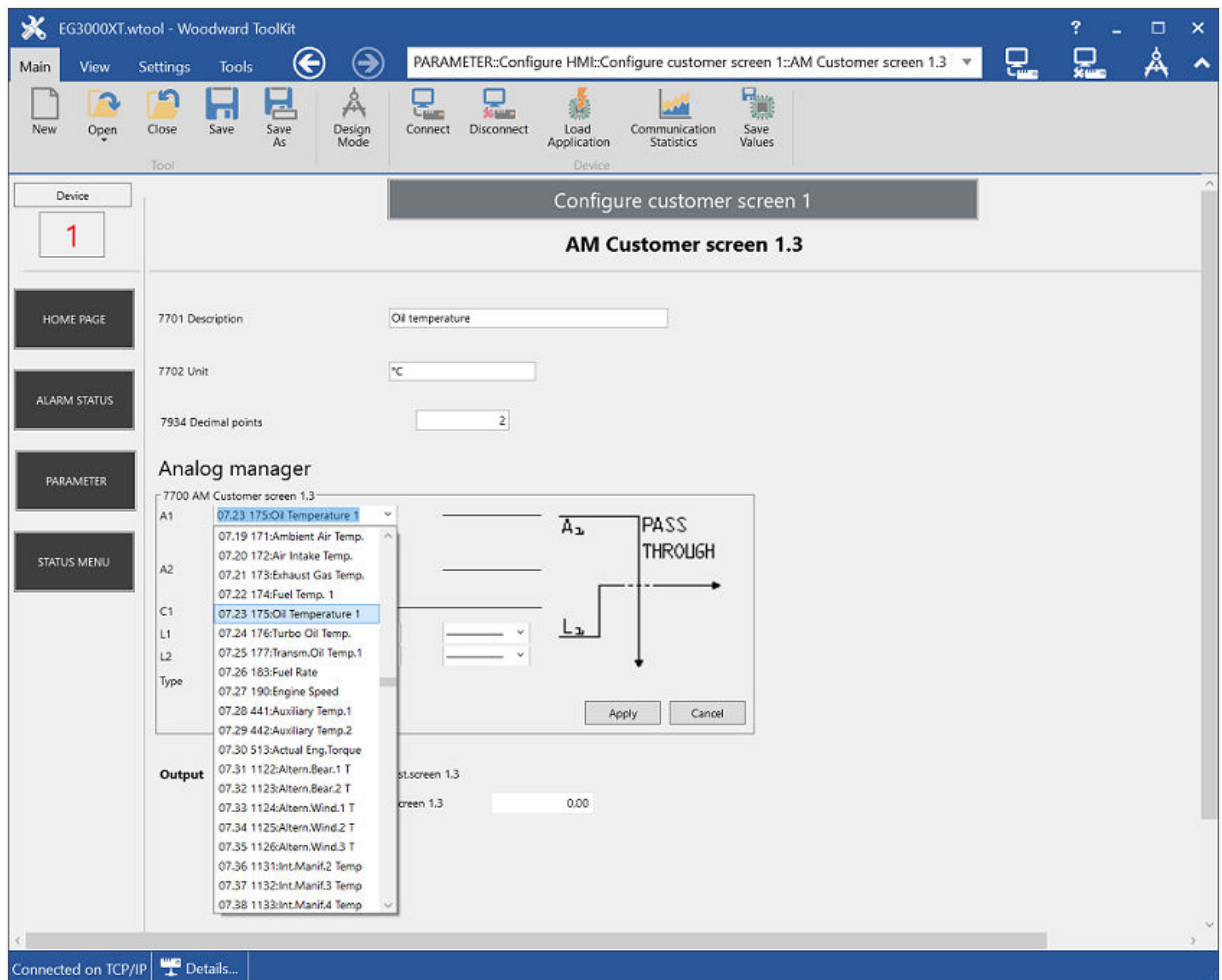 EG3000XT.wtool - Woodward ToolKit
?
Main View Settings Tools
PARAMETER::Configure HMI::Configure customer screen 1::AM Customer screen 1.3
New Open Close Save Save As Design Mode Connect Disconnect Load Application Communication Statistics Save Values
Tool Device
Device
1
HOME PAGE
ALARM STATUS
PARAMETER
STATUS MENU
Configure customer screen 1
AM Customer screen 1.3
7701 Description Oil temperature
7702 Unit °C
7934 Decimal points 2
Analog manager
7700 AM Customer screen 1.3
A1 07.23 175:Oil Temperature 1
A2
C1
L1
L2
Type
07.19 171:Ambient Air Temp.
07.20 172:Air Intake Temp.
07.21 173:Exhaust Gas Temp.
07.22 174:Fuel Temp. 1
07.23 175:Oil Temperature 1
07.24 176:Turbo Oil Temp.
07.25 177:Transm.Oil Temp.1
07.26 183:Fuel Rate
07.27 190:Engine Speed
07.28 441:Auxiliary Temp.1
07.29 442:Auxiliary Temp.2
07.30 513:Actual Eng.Torque
07.31 1122:Altern.Bear.1 T
07.32 1123:Altern.Bear.2 T
07.33 1124:Altern.Wind.1 T
07.34 1125:Altern.Wind.2 T
07.35 1126:Altern.Wind.3 T
07.36 1131:Int.Manif.2 Temp
07.37 1132:Int.Manif.3 Temp
07.38 1133:Int.Manif.4 Temp
A1 PASS
THROUGH
L1
Apply Cancel
Output st.screen 1.3
creen 1.3 0.00
Connected on TCP/IP Details...